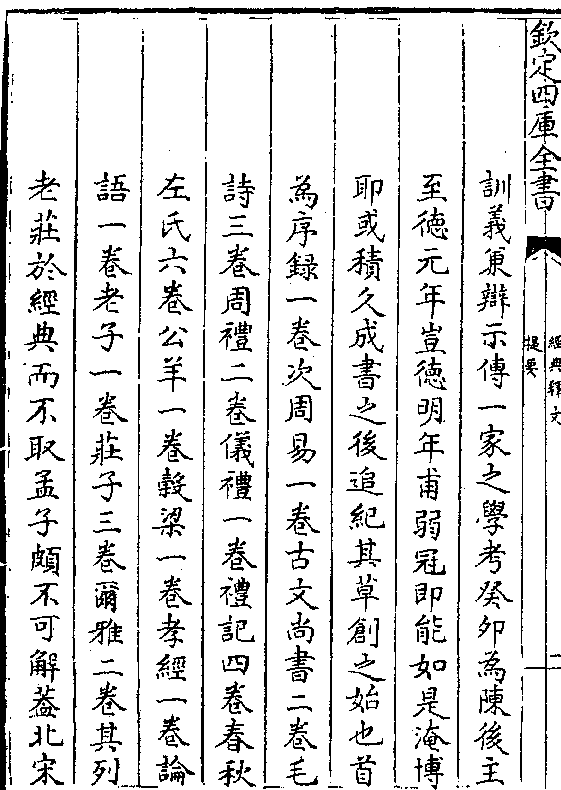 欽定四庫全書
經典釋文
提要
二
訓義兼辯示傳一家之學考癸卯為陳後主
至徳元年豈徳明年甫弱冠即能如是淹博
耶或積久成書之後追紀其草創之始也首
為序録一卷次周易一卷古文尚書二卷毛
詩三卷周禮二卷儀禮一卷禮記四卷春秋
左氏六卷公羊一卷穀梁一卷孝經一卷論
語一卷老子一卷莊子三卷爾雅二卷其列
老莊於經典而不取孟子頗不可解葢北宋